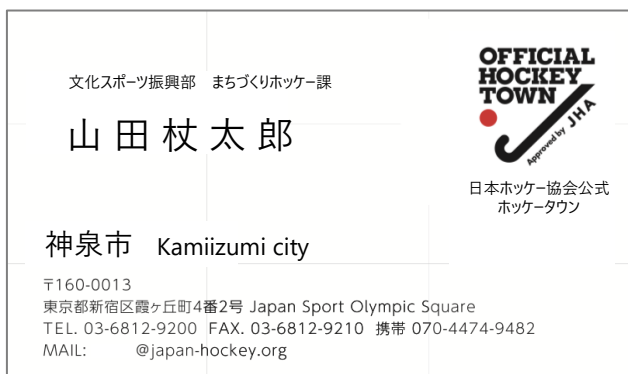 文化スポーツ振興部　まちづくりホッケー課
山田杖太郎
OFFICIAL
HOCKEY
TOWN
Approved by JHA
日本ホッケー協会公式
ホッケータウン
神泉市　Kamiizumi city
〒160-0013
東京都新宿区霞ヶ丘町4番2号 Japan Sport Olympic Square
TEL. 03-6812-9200  FAX. 03-6812-9210  携帯 070-4474-9482
MAIL:　　　@japan-hockey.org